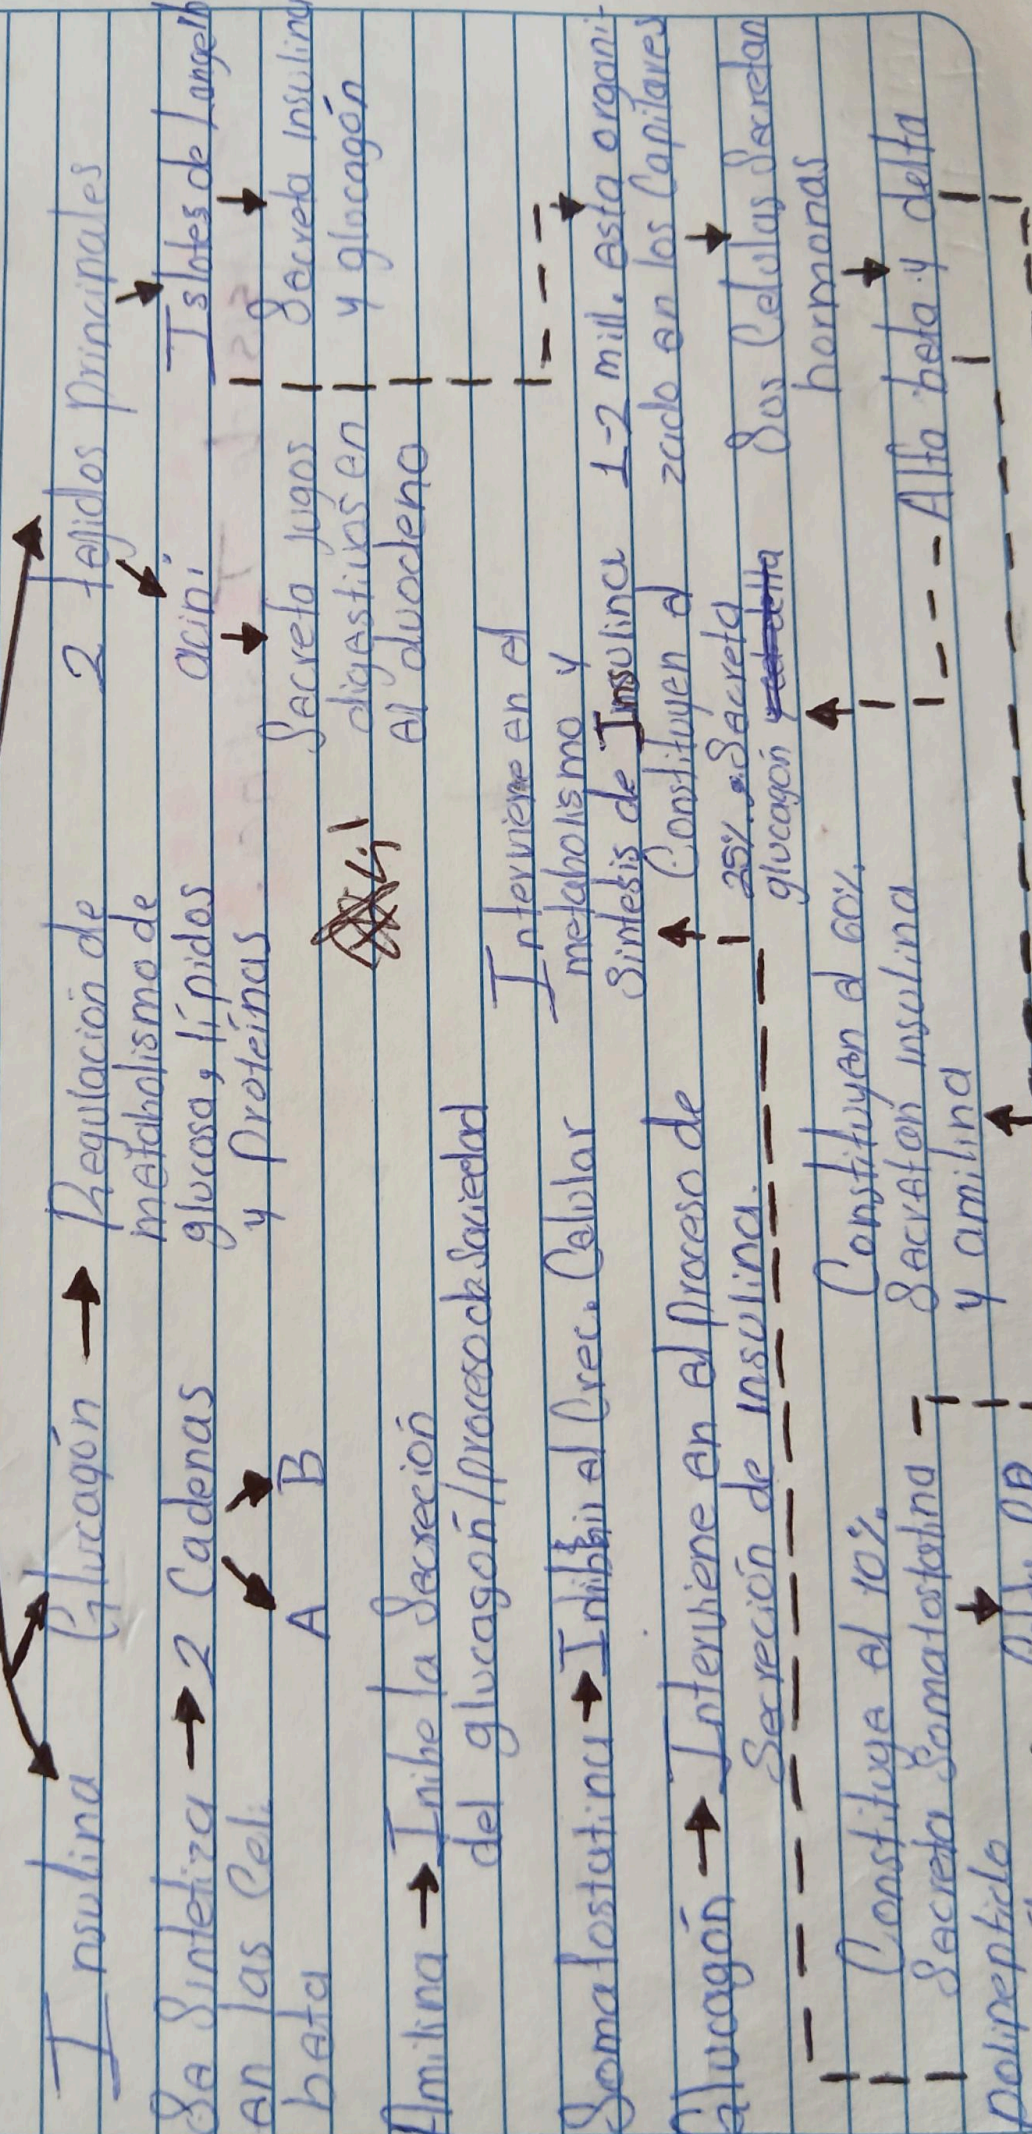 Insulina Glucagón → Regulación de 2 tejidos principales
metabolismo de
Se Sintetiza → 2 Cadenas glucosa, lípidos acini Islotes de Langerh
en las Cel. y Proteínas
beta A B Secreta jugos Secreta insulina
digestivos en y glucagón
el duodeno
Amilina → Inibe la Secreción
del glucagón/proceso de Saciedad
Interviene en el
metabolismo y 1-2 mill. esta organi-
Somatostatina → Inibe el Crec. Celular Sintesis de Insulina zado en los Capilares
Constituyen el
Glucagón → Interviene en el Proceso de 25% . Secreta Sus Celulas Secretan
Secreción de insulina. glucagón hormonas
Constituye el 10% Constituyen el 60% Alfa beta y delta
Secreta Somatostatina Secretan insulina
y amilina
Polipeptido